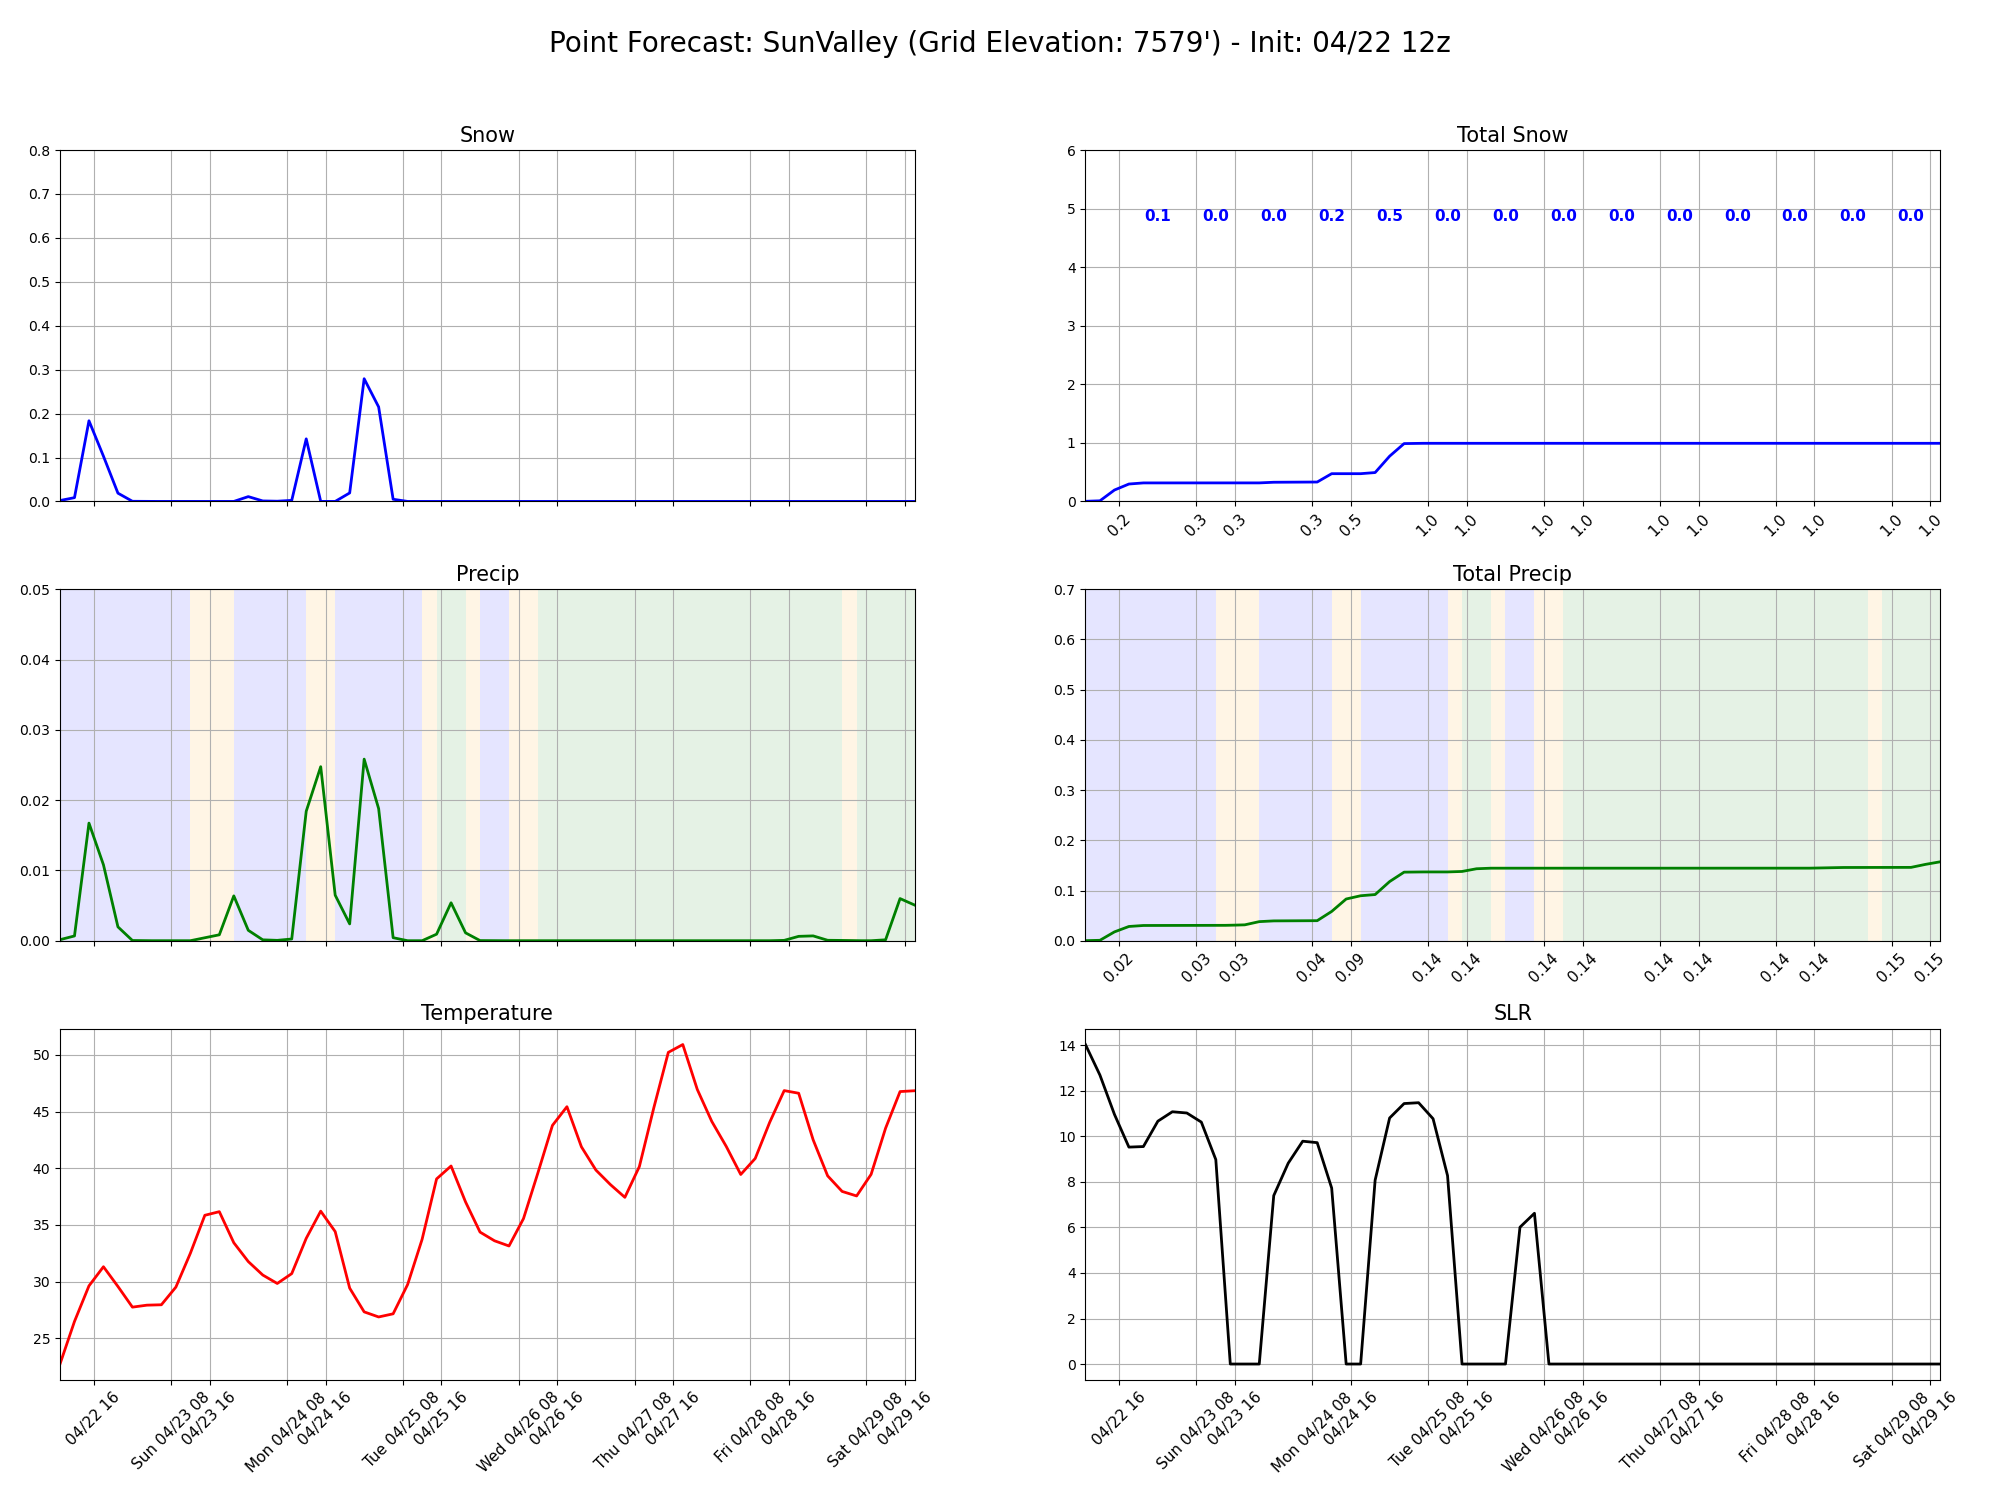 Point Forecast: SunValley (Grid Elevation: 7579') - Init: 04/22 12z
Snow
0.8
0.7
0.6
0.5
0.4
0.3
0.2
0.1
0.0
Total Snow
6
5
4
3
2
1
0
0.1 0.0 0.0 0.2 0.5 0.0 0.0 0.0 0.0 0.0 0.0 0.0 0.0 0.0
0.2 0.3 0.3 0.3 0.5 1.0 1.0 1.0 1.0 1.0 1.0 1.0 1.0 1.0 1.0
Precip
0.05
0.04
0.03
0.02
0.01
0.00
Total Precip
0.7
0.6
0.5
0.4
0.3
0.2
0.1
0.0
0.02 0.03 0.03 0.04 0.09 0.14 0.14 0.14 0.14 0.14 0.14 0.14 0.14 0.15 0.15
Temperature
50
45
40
35
30
25
04/22 16
Sun 04/23 08
04/23 16
Mon 04/24 08
04/24 16
Tue 04/25 08
04/25 16
Wed 04/26 08
04/26 16
Thu 04/27 08
04/27 16
Fri 04/28 08
04/28 16
Sat 04/29 08
04/29 16
SLR
14
12
10
8
6
4
2
0
04/22 16
Sun 04/23 08
04/23 16
Mon 04/24 08
04/24 16
Tue 04/25 08
04/25 16
Wed 04/26 08
04/26 16
Thu 04/27 08
04/27 16
Fri 04/28 08
04/28 16
Sat 04/29 08
04/29 16